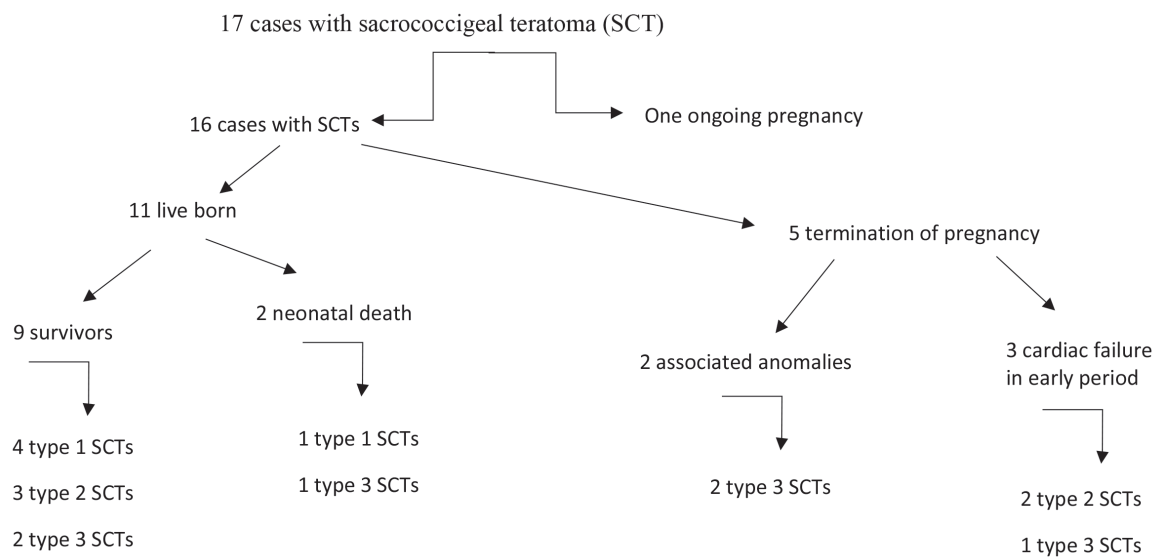 17 cases with sacrococcigeal teratoma (SCT)
One ongoing pregnancy
16 cases with SCTs
11 live born
5 termination of pregnancy
9 survivors
2 neonatal death
2 associated anomalies
3 cardiac failure
in early period
4 type 1 SCTs
3 type 2 SCTs
2 type 3 SCTs
1 type 1 SCTs
1 type 3 SCTs
2 type 3 SCTs
2 type 2 SCTs
1 type 3 SCTs